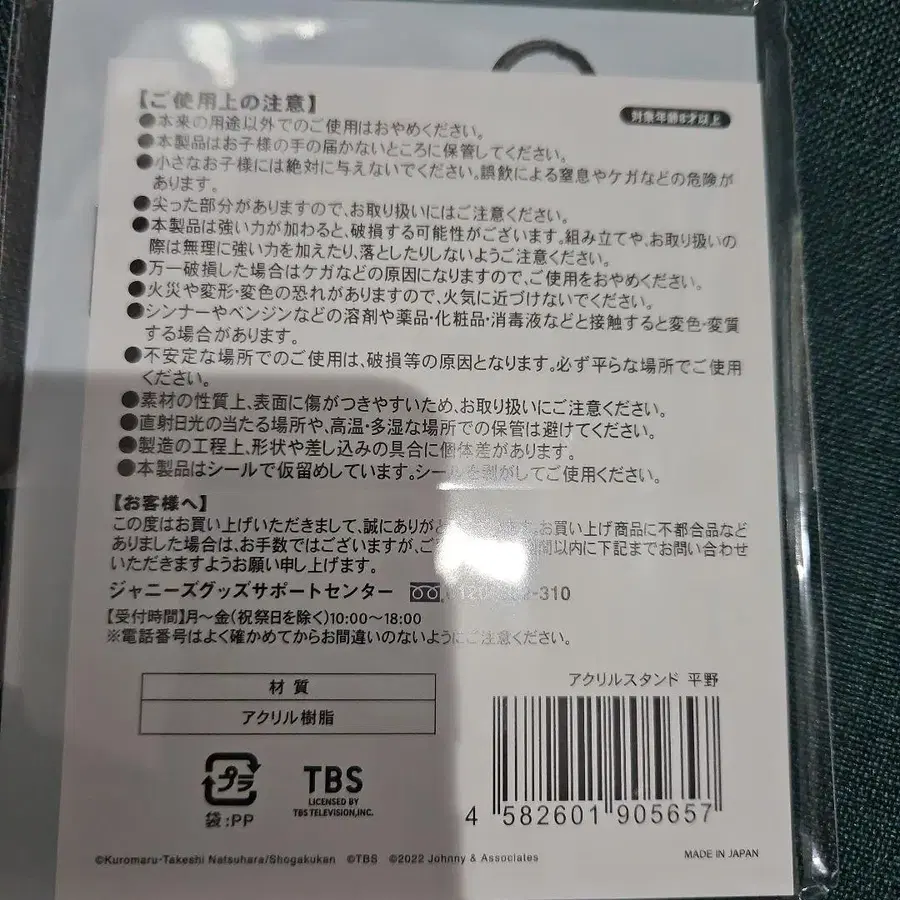 【ご使用上の注意】
対象年齢8才以上
●本来の用途以外でのご使用はおやめください。
●本製品はお子様の手の届かないところに保管してください。
●小さなお子様には絶対に与えないでください。誤飲による窒息やケガなどの危険が
あります。
●尖った部分がありますので、お取り扱いにはご注意ください。
●本製品は強い力が加わると、破損する可能性がございます。組み立てや、お取り扱いの
際は無理に強い力を加えたり、落としたりしないようご注意ください。
●万一破損した場合はケガなどの原因になりますので、ご使用をおやめください。
●火災や変形・変色の恐れがありますので、火気に近づけないでください。
●シンナーやベンジンなどの溶剤や薬品・化粧品・消毒液などと接触すると変色・変質
する場合があります。
●不安定な場所でのご使用は、破損等の原因となります。必ず平らな場所でご使用
ください。
●素材の性質上、表面に傷がつきやすいため、お取り扱いにご注意ください。
●直射日光の当たる場所や、高温・多湿な場所での保管は避けてください。
●製造の工程上、形状や差し込みの具合に個体差があります。
●本製品はシールで仮留めしています。シールを剥がしてご使用ください。
【お客様へ】
この度はお買い上げいただきまして、誠にありがと お買い上げ商品に不都合品など
ありました場合は、お手数ではございますが、ご 間以内に下記までお問い合わせ
いただきますようお願い申し上げます。
ジャニーズグッズサポートセンター -310
【受付時間】月〜金(祝祭日を除く)10:00〜18:00
※電話番号はよく確かめてからお間違いのないようにご注意ください。
材質
アクリル樹脂
アクリルスタンド 平野
プラ
袋:PP
TBS
LICENSED BY
TBS TELEVISION,INC.
4 582601 905657
MADE IN JAPAN
©Kuromaru・Takeshi Natsuhara/Shogakukan ©TBS ©2022 Johnny & Associates